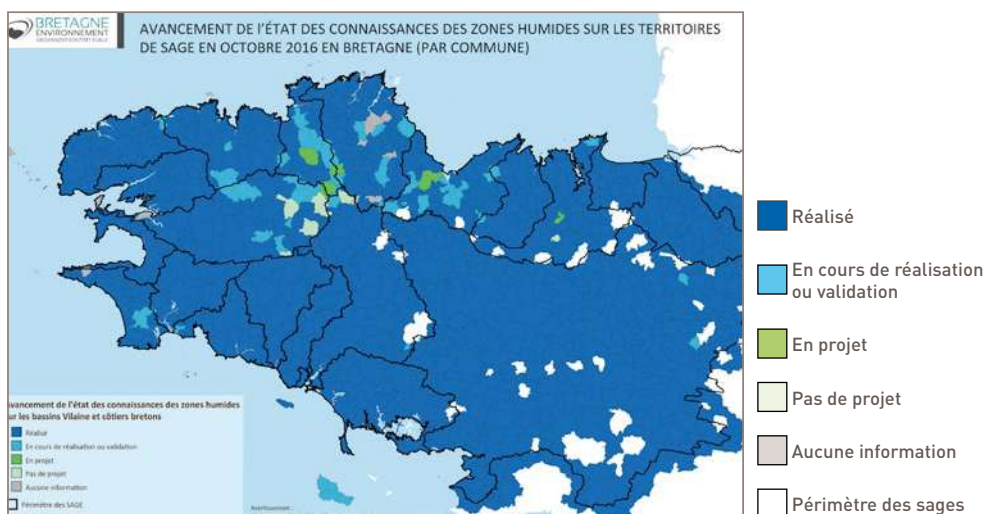 BRETAGNE
ENVIRONNEMENT
AVANCEMENT DE L'ÉTAT DES CONNAISSANCES DES ZONES HUMIDES SUR LES TERRITOIRES
DE SAGE EN OCTOBRE 2016 EN BRETAGNE (PAR COMMUNE)
Réalisé
En cours de réalisation
ou validation
En projet
Pas de projet
Aucune information
Périmètre des sages
avancement de l'état des connaissances des zones humides
sur les bassins Vilaine et côtiers bretons
Réalisé
En cours de réalisation ou validation
En projet
Pas de projet
Aucune information
Périmètre des SAGE
Avertissement :